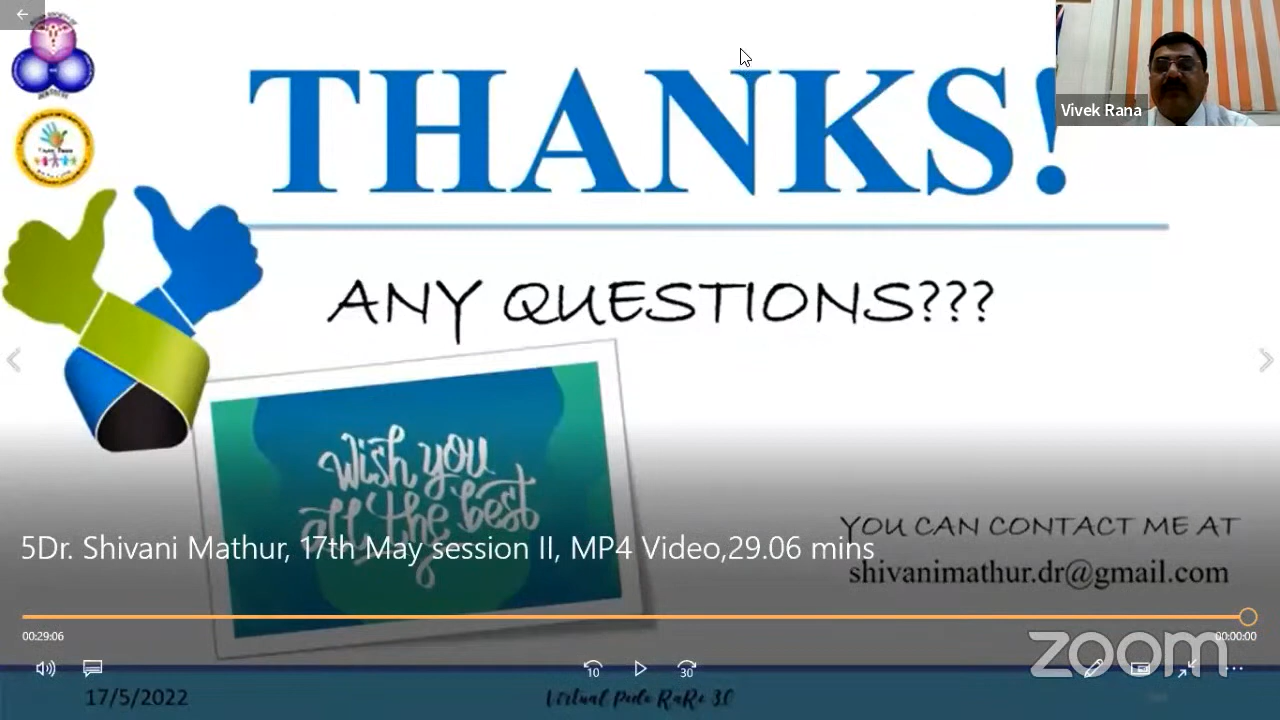 THANKS!
Vivek Rana
ANY QUESTIONS???
wish you
all the best
YOU CAN CONTACT ME AT
5Dr. Shivani Mathur, 17th May session II, MP4 Video,29.06 mins
shivanimathur.dr@gmail.com
00:29:06
00:00:00
zoom
10
30
17/5/2022
Virtual Pedo RaRe 3.0